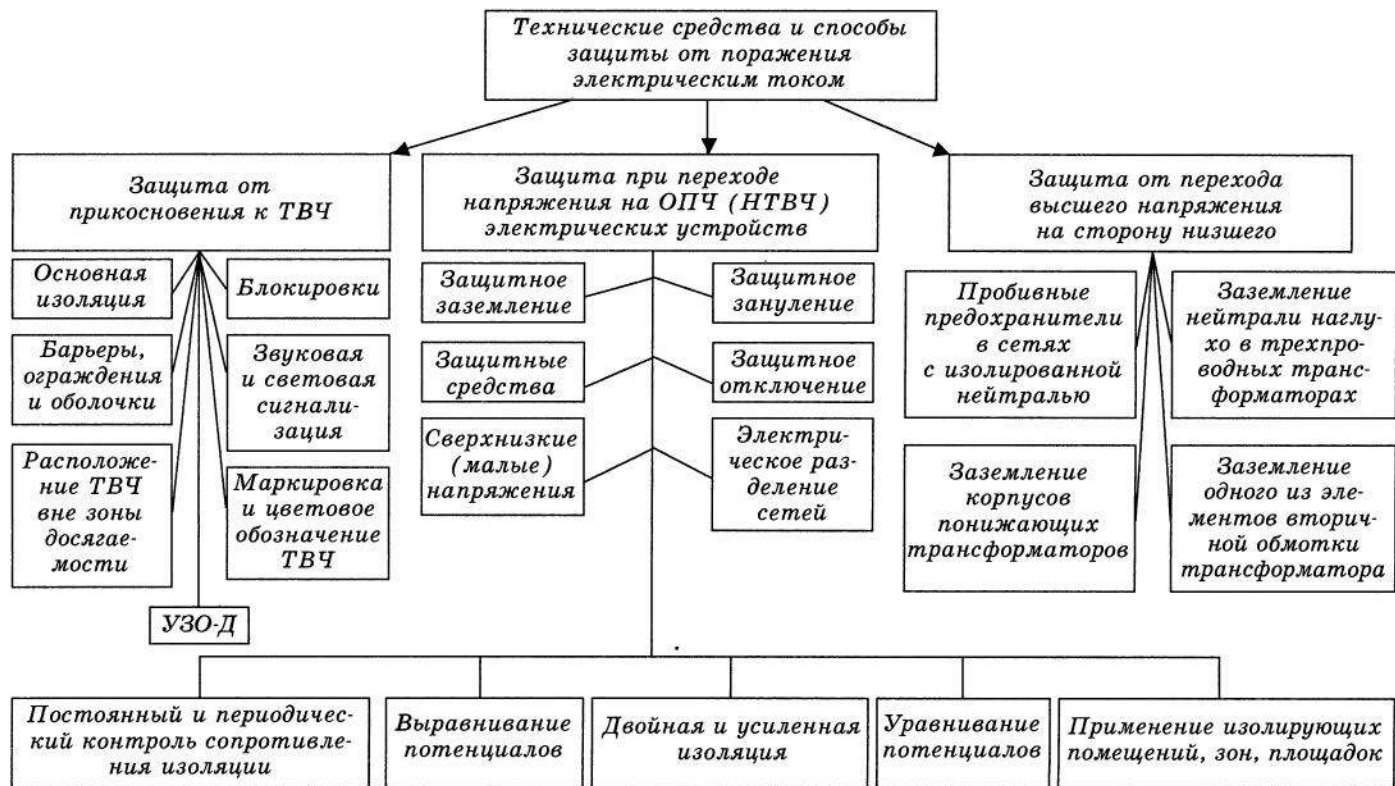 Технические средства и способы
защиты от поражения
электрическим током
Защита от
прикосновения к ТВЧ
Защита при переходе
напряжения на ОПЧ (НТВЧ)
электрических устройств
Защита от перехода
высшего напряжения
на сторону низшего
Основная
изоляция
Блокировки
Барьеры,
ограждения
и оболочки
Звуковая
и световая
сигнали-
зация
Расположе-
ние ТВЧ
вне зоны
досягае-
мости
Маркировка
и цветовое
обозначение
ТВЧ
УЗО-Д
Защитное
заземление
Защитное
зануление
Защитные
средства
Защитное
отключение
Сверхнизкие
(малые)
напряжения
Электри-
ческое раз-
деление
сетей
Пробивные
предохранители
в сетях
с изолированной
нейтралью
Заземление
нейтрали наглу-
хо в трехпро-
водных транс-
форматорах
Заземление
корпусов
понижающих
трансформаторов
Заземление
одного из эле-
ментов вторич-
ной обмотки
трансформатора
Постоянный и периодичес-
кий контроль сопротивле-
ния изоляции
Выравнивание
потенциалов
Двойная и усиленная
изоляция
Уравнивание
потенциалов
Применение изолирующих
помещений, зон, площадок